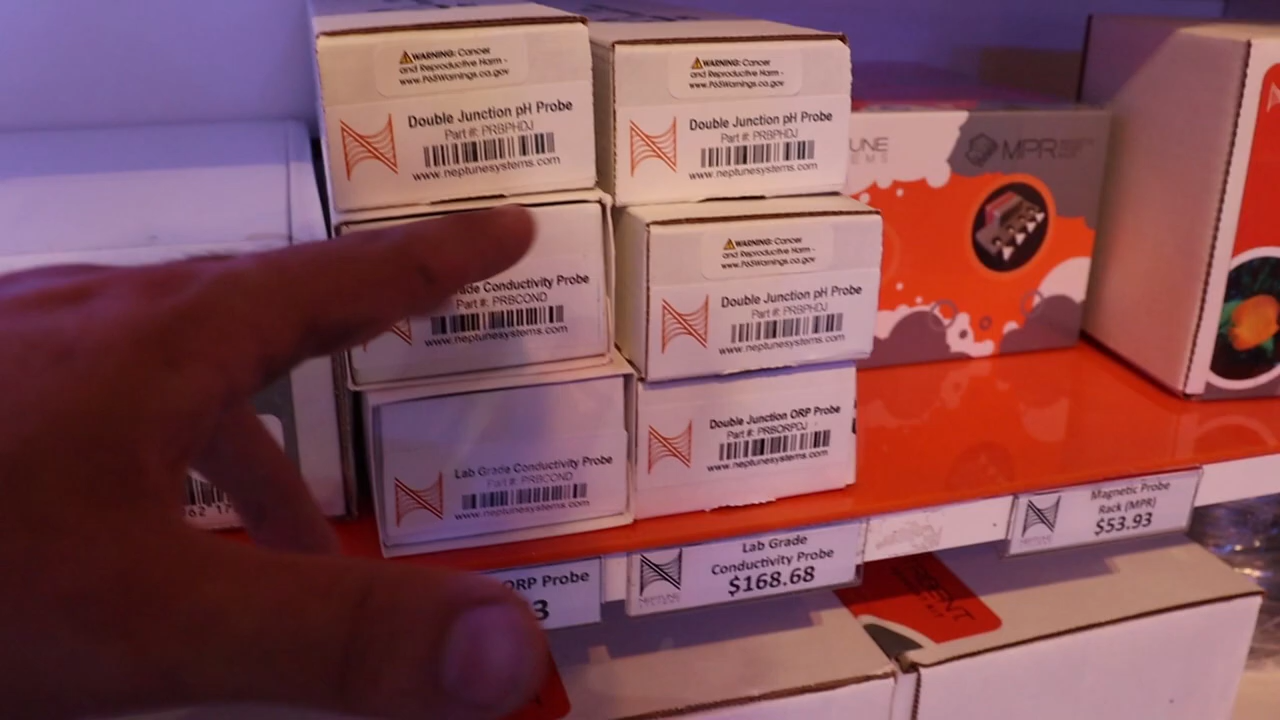 WARNING: Cancer
and Reproductive Harm -
www.P65Warnings.ca.gov
Double Junction pH Probe
Part #: PRBPHDJ
www.neptunesystems.com
WARNING: Cancer
and Reproductive Harm -
www.P65Warnings.ca.gov
Double Junction pH Probe
Part #: PRBPHDJ
www.neptunesystems.com
Conductivity Probe
Part #: PRBCOND
www.neptunesystems.com
WARNING: Cancer
and Reproductive Harm -
www.P65Warnings.ca.gov
Double Junction pH Probe
Part #: PRBPHDJ
www.neptunesystems.com
Lab Grade Conductivity Probe
Part #: PRBCOND
www.neptunesystems.com
Double Junction ORP Probe
Part #: PRBORPDJ
www.neptunesystems.com
MPR
ORP Probe
3
NEPTUNE
SYSTEMS
Lab Grade
Conductivity Probe
$168.68
Magnetic Probe
Rack (MPR)
$53.93